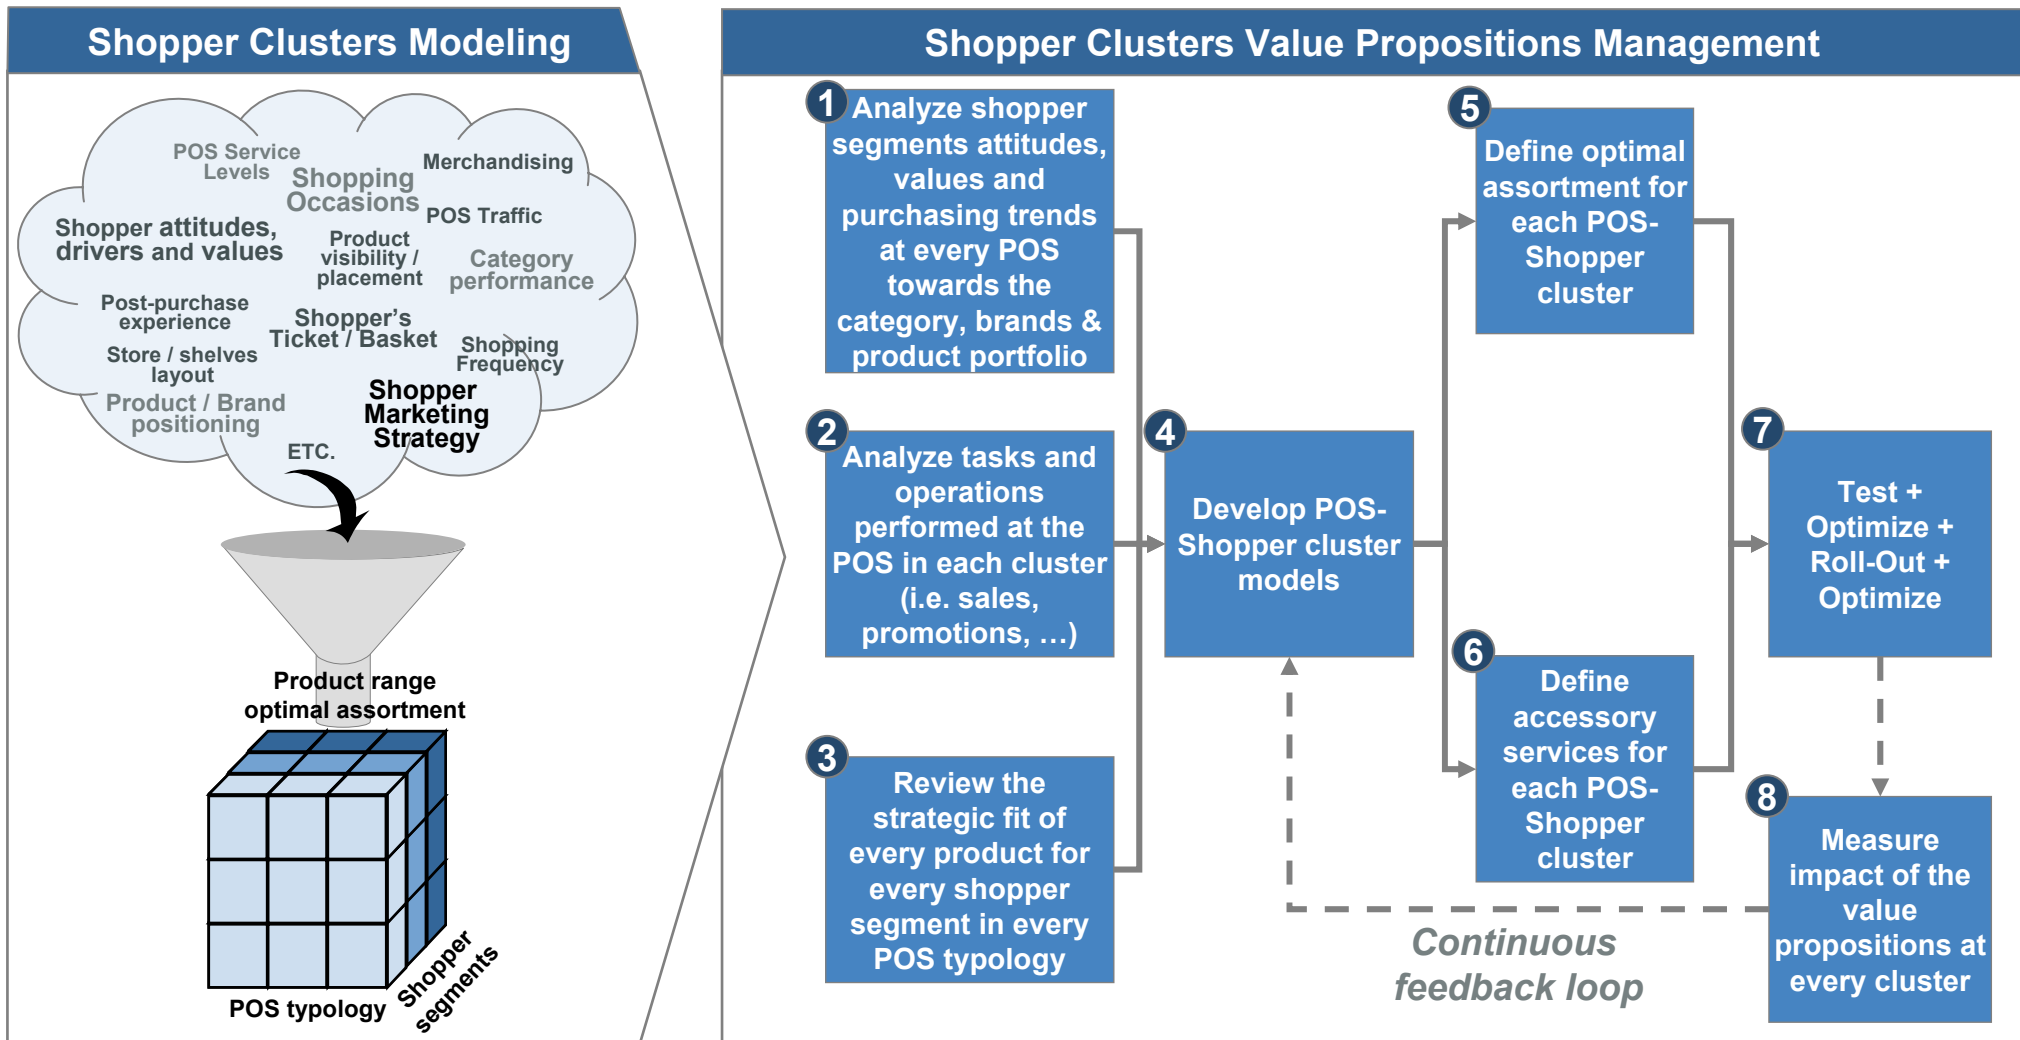 Shopper Clusters Modeling
POS Service
Levels
Shopping
Occasions
Merchandising
POS Traffic
Shopper attitudes,
drivers and values
Product
visibility /
placement
Category
performance
Post-purchase
experience
Shopper's
Ticket / Basket
Shopping
Frequency
Store / shelves
layout
Product / Brand
positioning
Shopper
Marketing
Strategy
ETC.
Product range
optimal assortment
POS typology
Shopper
segments
Shopper Clusters Value Propositions Management
1
Analyze shopper
segments attitudes,
values and
purchasing trends
at every POS
towards the
category, brands &
product portfolio
2
Analyze tasks and
operations
performed at the
POS in each cluster
(i.e. sales,
promotions, …)
3
Review the
strategic fit of
every product for
every shopper
segment in every
POS typology
4
Develop POS-
Shopper cluster
models
5
Define optimal
assortment for
each POS-
Shopper
cluster
6
Define
accessory
services for
each POS-
Shopper
cluster
7
Test +
Optimize +
Roll-Out +
Optimize
8
Measure
impact of the
value
propositions at
every cluster
Continuous
feedback loop